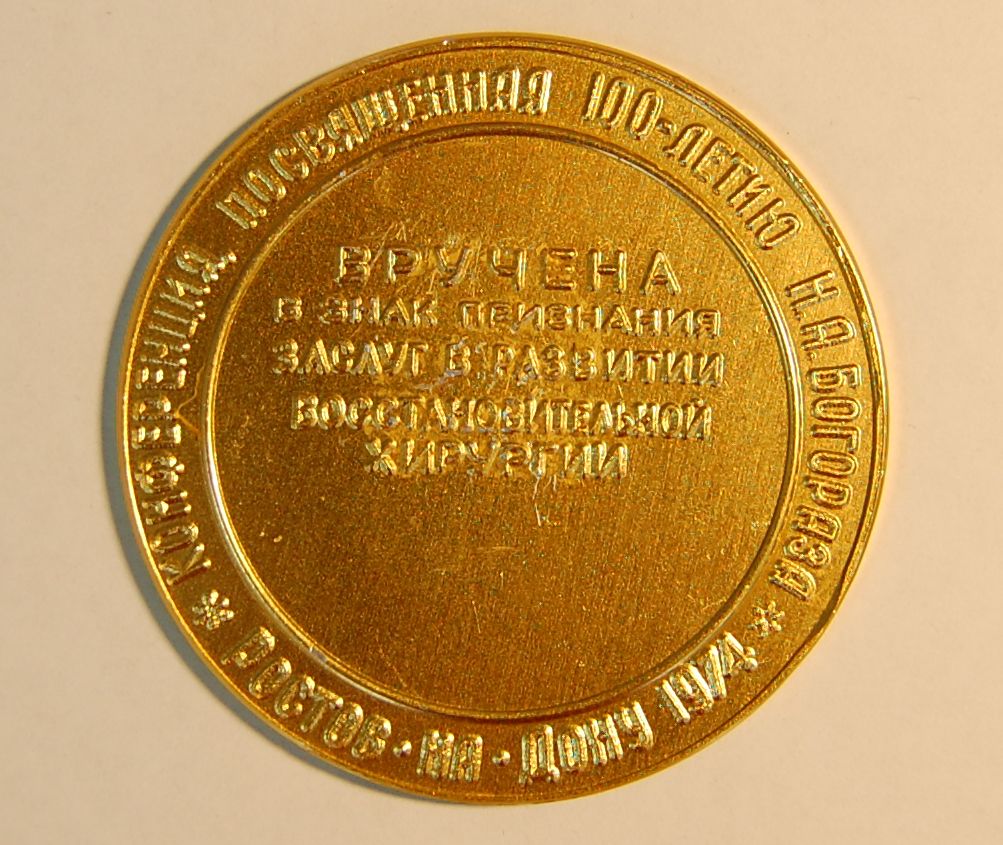 КОНФЕРЕНЦИЯ ПОСВЯЩЕННАЯ 100-ЛЕТИЮ Н.А. БОГОРАЗА
ВРУЧЕНА
В ЗНАК ПРИЗНАНИЯ
ЗАСЛУГ В РАЗВИТИИ
ВОССТАНОВИТЕЛЬНОЙ
ХИРУРГИИ
* РОСТОВ-НА-ДОНУ 1974 *